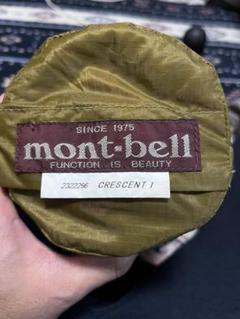 SINCE 1975
mont-bell
FUNCTION IS BEAUTY
2322296 CRESCENT 1